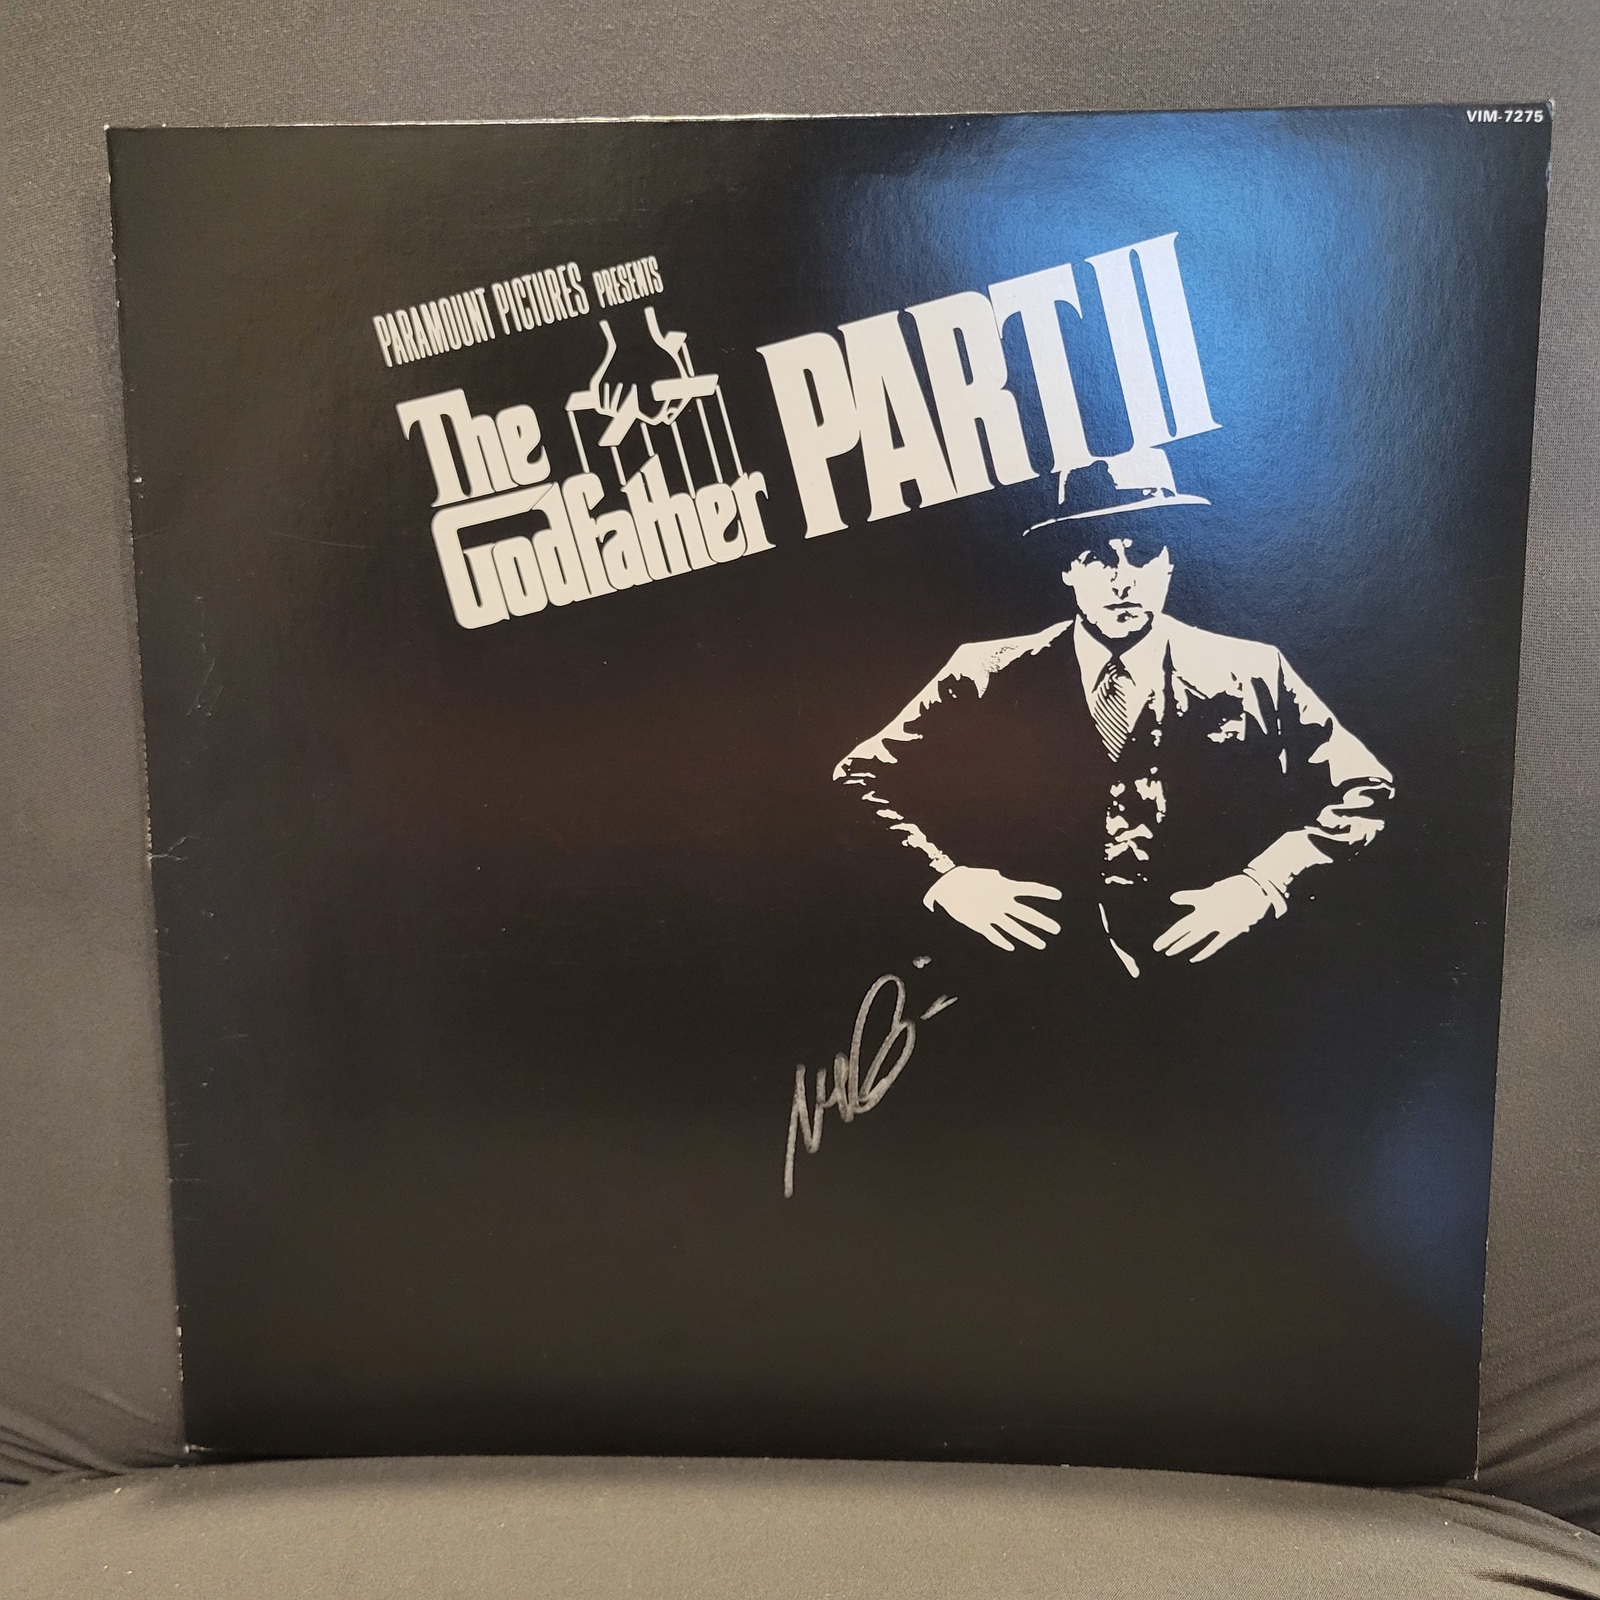 VIM-7275
PARAMOUNT PICTURES PRESENTS
The Godfather PART II